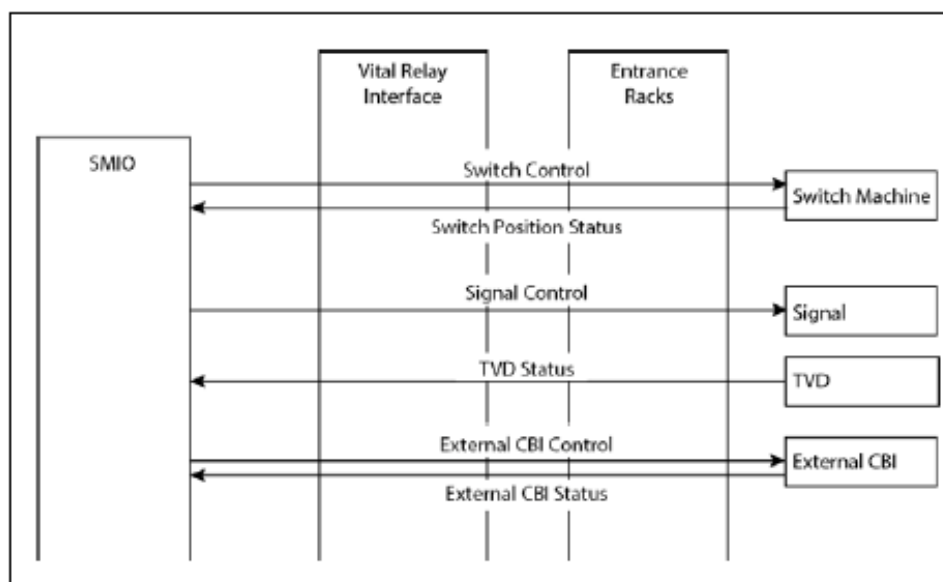 Vital Relay
Interface
Entrance
Racks
SMIO
Switch Control
Switch Machine
Switch Position Status
Signal Control
Signal
TVD Status
TVD
External CBI Control
External CBI
External CBI Status